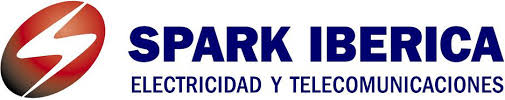 SPARK IBERICA
ELECTRICIDAD Y TELECOMUNICACIONES